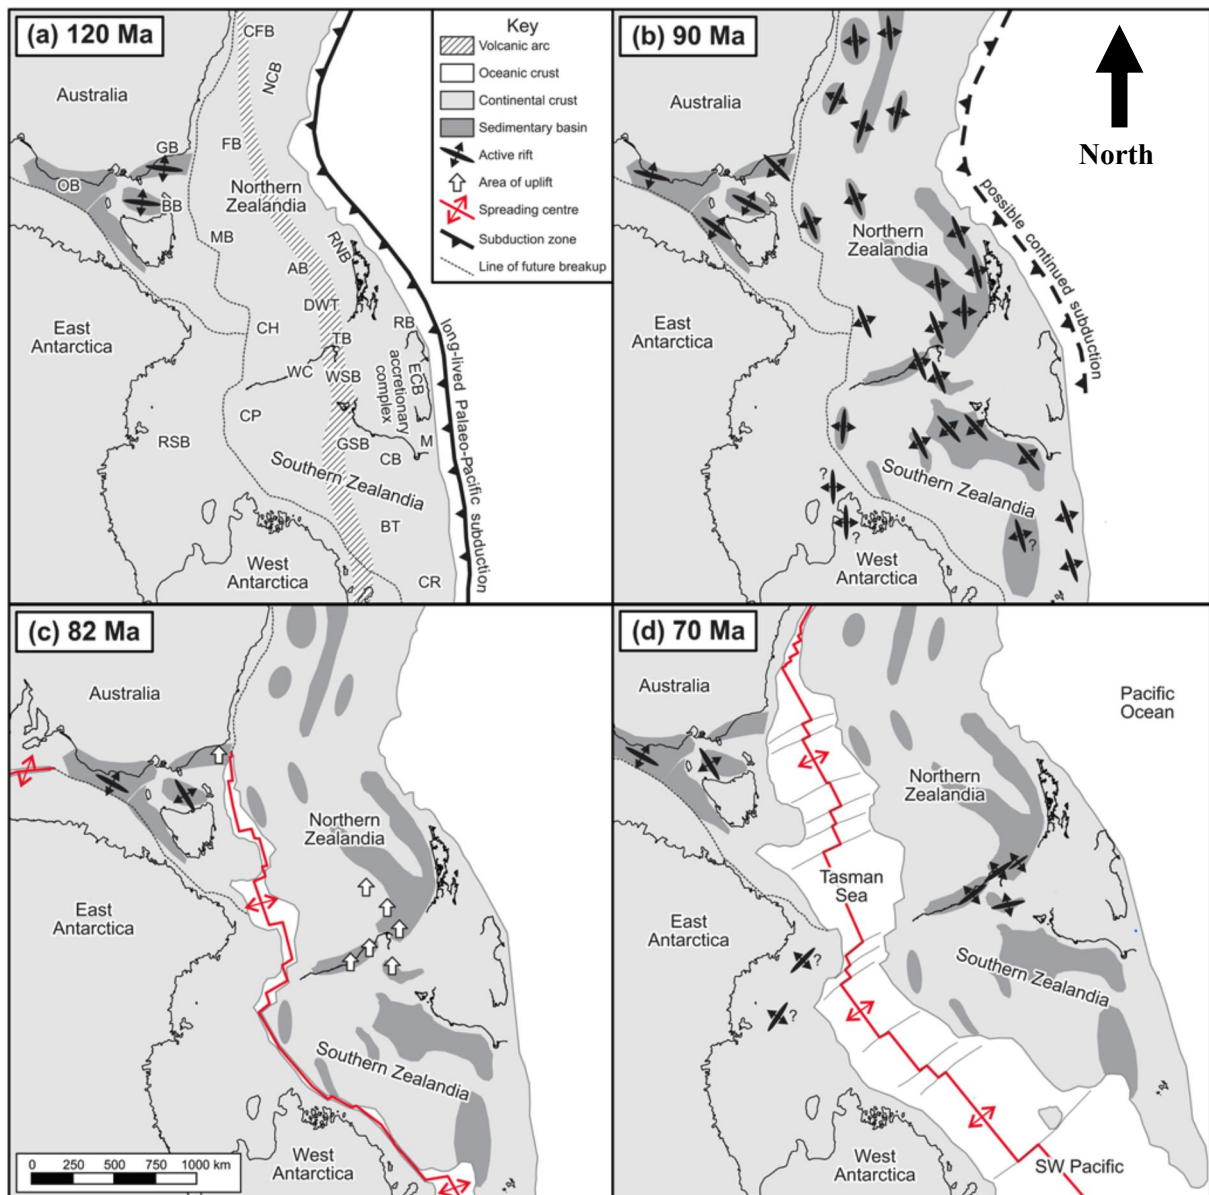 (a) 120 Ma
CFB
NCB
Australia
GB
FB
OB
BB
Northern
Zealandia
MB
RNB
AB
DWT
East
Antarctica
CH
TB
RB
WC
WSB
ECB
accretionary
complex
CP
RSB
GSB
M
CB
Southern Zealandia
BT
West
Antarctica
CR
long-lived Palaeo-Pacific subduction
Key
Volcanic arc
Oceanic crust
Continental crust
Sedimentary basin
Active rift
Area of uplift
Spreading centre
Subduction zone
Line of future breakup
(b) 90 Ma
North
Australia
possible continued subduction
Northern
Zealandia
East
Antarctica
Southern Zealandia
?
?
?
West
Antarctica
(c) 82 Ma
Australia
Northern
Zealandia
East
Antarctica
Southern Zealandia
West
Antarctica
0 250 500 750 1000 km
(d) 70 Ma
Pacific
Ocean
Australia
Northern
Zealandia
Tasman
Sea
East
Antarctica
?
Southern Zealandia
?
West
Antarctica
SW Pacific